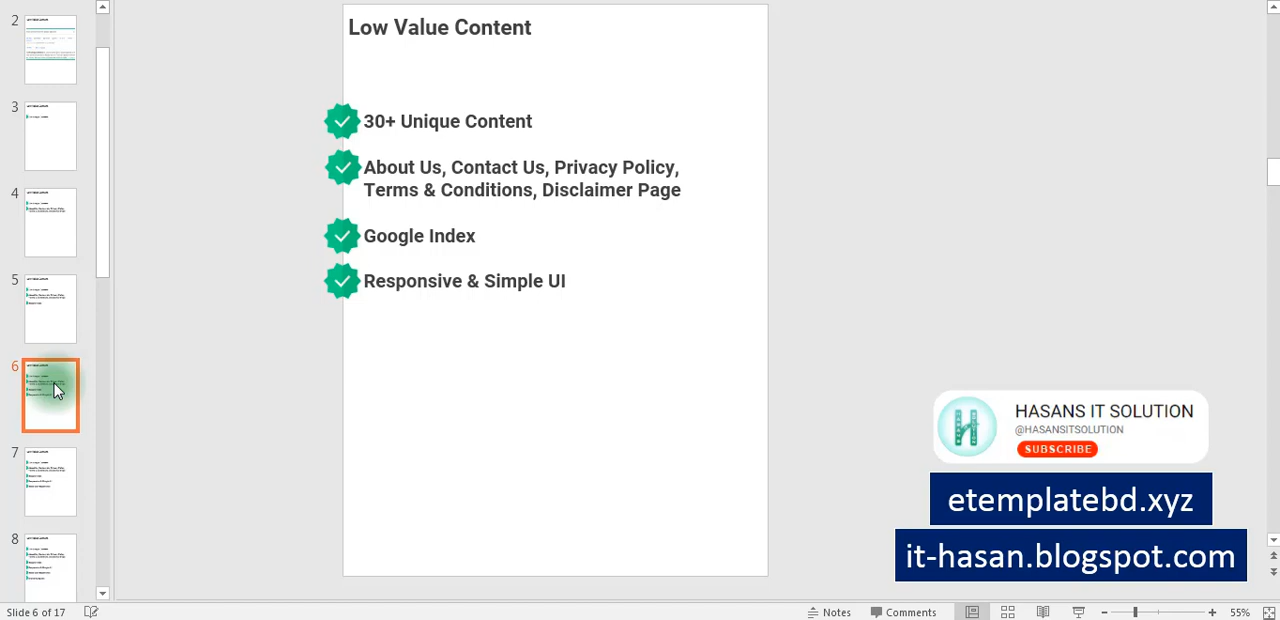 2
3
4
5
6
7
8
Low Value Content
30+ Unique Content
About Us, Contact Us, Privacy Policy,
Terms & Conditions, Disclaimer Page
Google Index
Responsive & Simple UI
HASANS IT SOLUTION
@HASANSITSOLUTION
SUBSCRIBE
etemplatebd.xyz
it-hasan.blogspot.com
Slide 6 of 17
Notes
Comments
55%